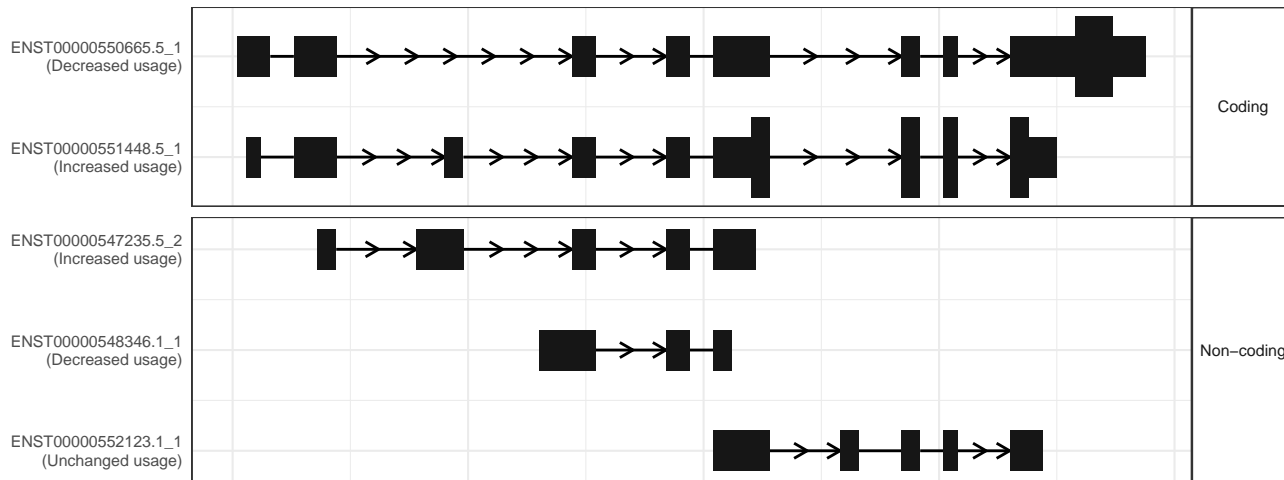 ENST00000550665.5_1
(Decreased usage)
ENST00000551448.5_1
(Increased usage)
Coding
ENST00000547235.5_2
(Increased usage)
ENST00000548346.1_1
(Decreased usage)
ENST00000552123.1_1
(Unchanged usage)
Non−coding